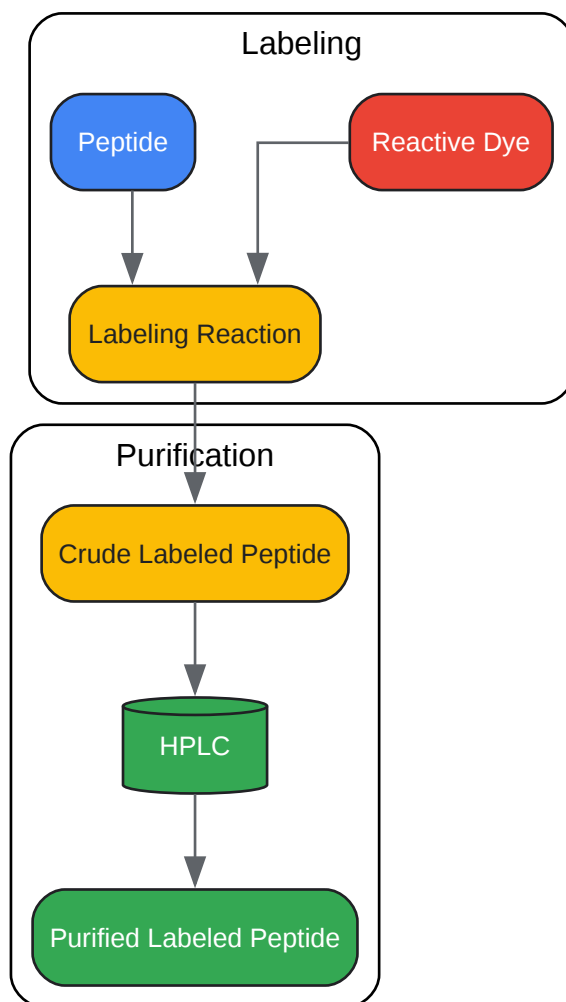 Labeling
Peptide
Reactive Dye
Labeling Reaction
Purification
Crude Labeled Peptide
HPLC
Purified Labeled Peptide